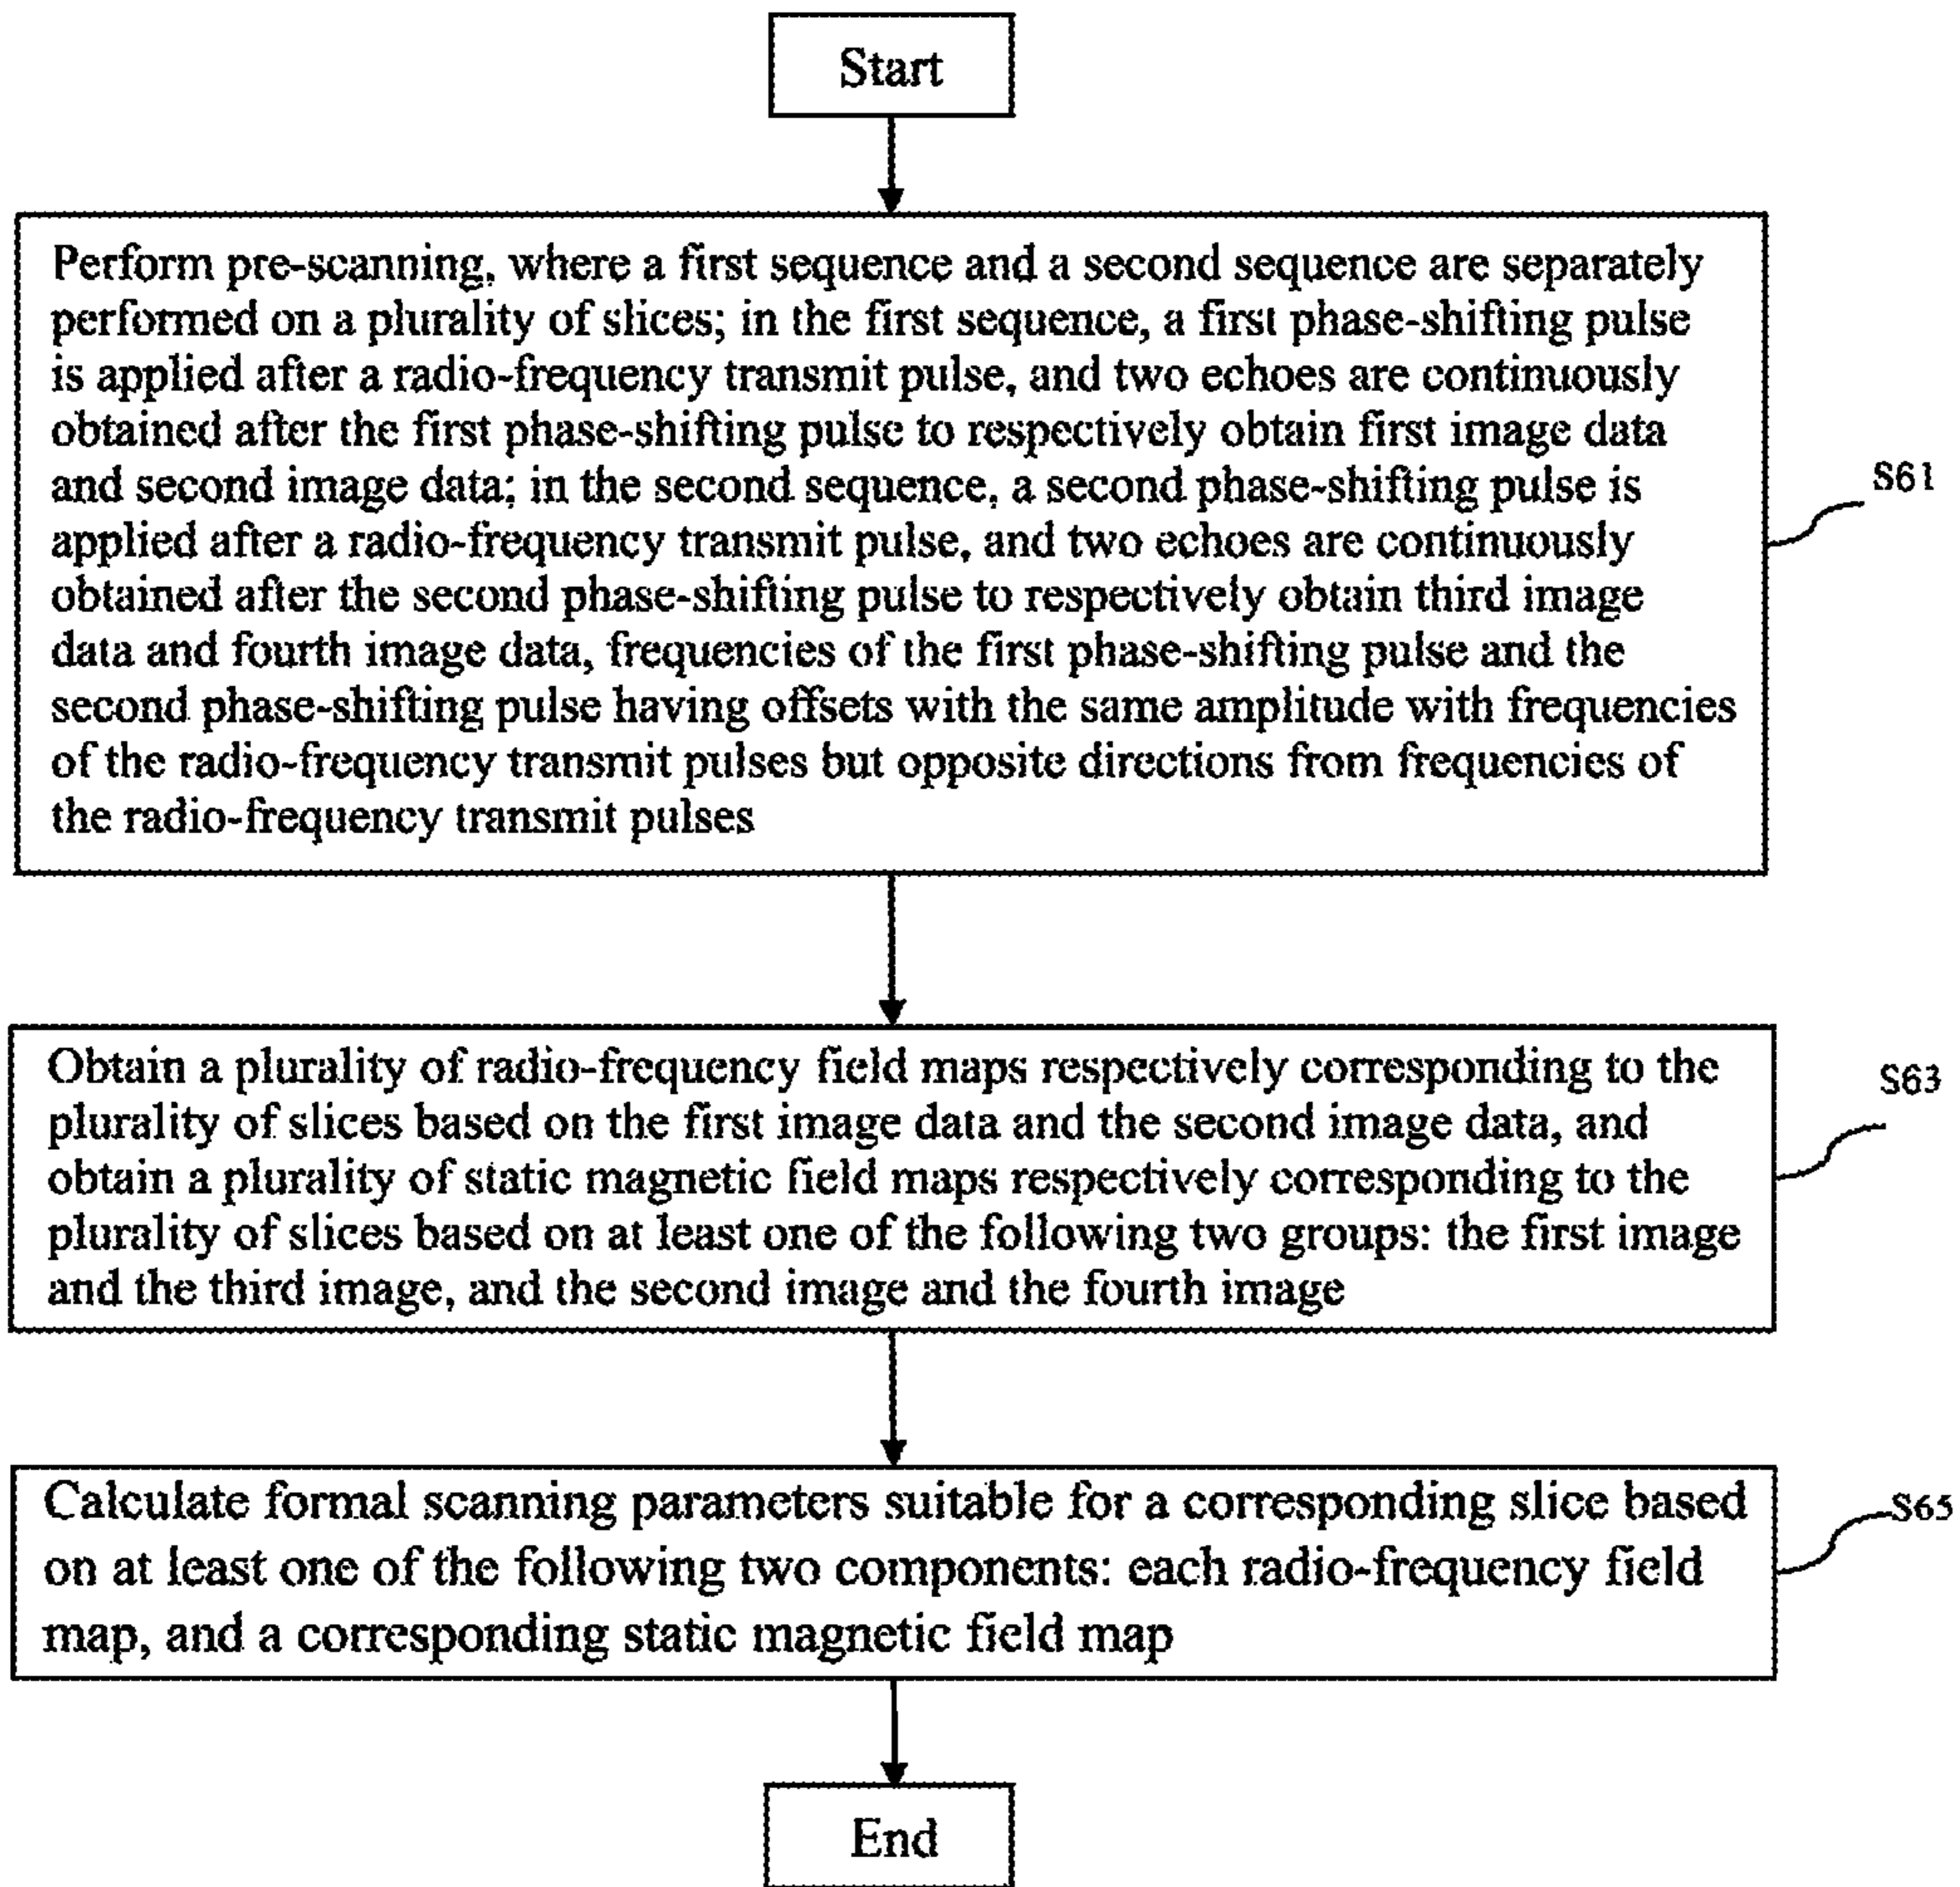 Start
Perform pre-scanning, where a first sequence and a second sequence are separately
performed on a plurality of slices; in the first sequence, a first phase-shifting pulse
is applied after a radio-frequency transmit pulse, and two echoes are continuously
obtained after the first phase-shifting pulse to respectively obtain first image data
and second image data; in the second sequence, a second phase-shifting pulse is
applied after a radio-frequency transmit pulse, and two echoes are continuously
obtained after the second phase-shifting pulse to respectively obtain third image
data and fourth image data, frequencies of the first phase-shifting pulse and the
second phase-shifting pulse having offsets with the same amplitude with frequencies
of the radio-frequency transmit pulses but opposite directions from frequencies of
the radio-frequency transmit pulses
S61
Obtain a plurality of radio-frequency field maps respectively corresponding to the
plurality of slices based on the first image data and the second image data, and
obtain a plurality of static magnetic field maps respectively corresponding to the
plurality of slices based on at least one of the following two groups: the first image
and the third image, and the second image and the fourth image
S63
Calculate formal scanning parameters suitable for a corresponding slice based
on at least one of the following two components: each radio-frequency field
map, and a corresponding static magnetic field map
S65
End